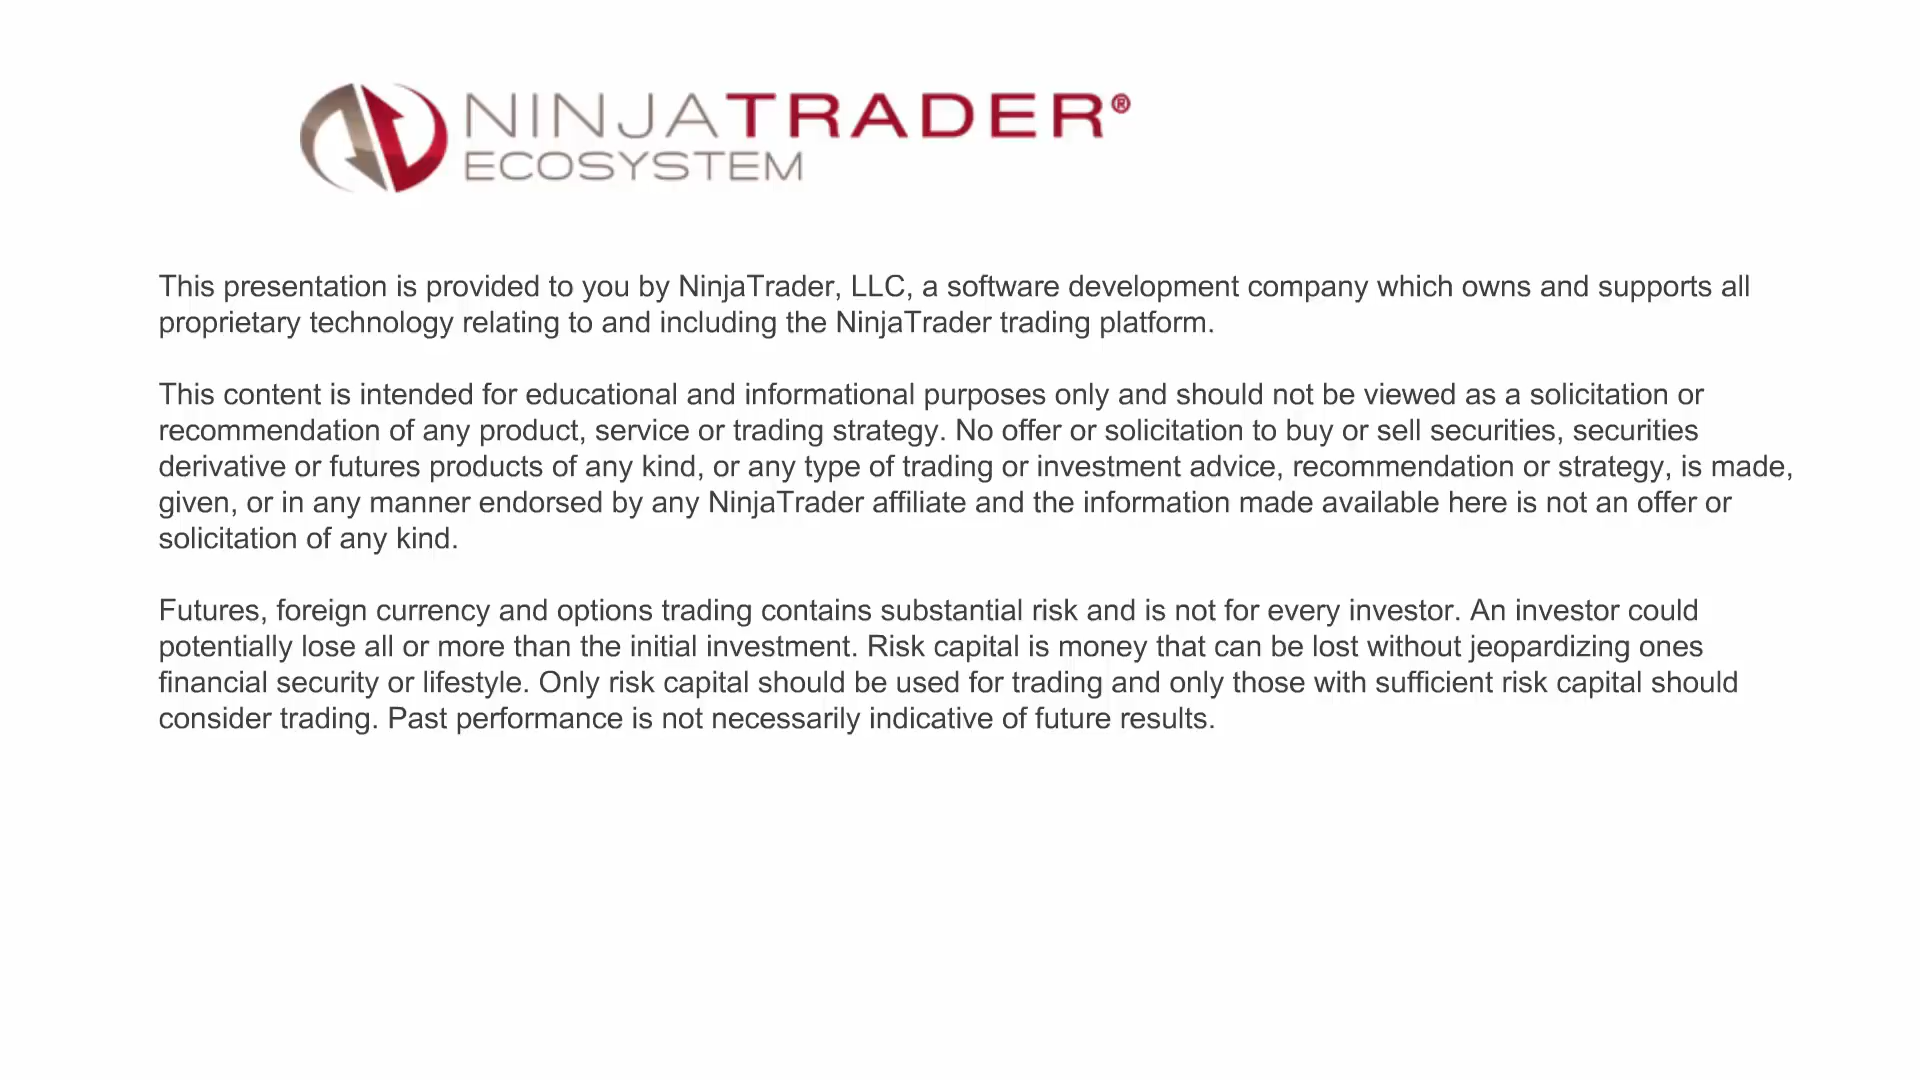 NINJATRADER®
ECOSYSTEM
This presentation is provided to you by NinjaTrader, LLC, a software development company which owns and supports all
proprietary technology relating to and including the NinjaTrader trading platform.
This content is intended for educational and informational purposes only and should not be viewed as a solicitation or
recommendation of any product, service or trading strategy. No offer or solicitation to buy or sell securities, securities
derivative or futures products of any kind, or any type of trading or investment advice, recommendation or strategy, is made,
given, or in any manner endorsed by any NinjaTrader affiliate and the information made available here is not an offer or
solicitation of any kind.
Futures, foreign currency and options trading contains substantial risk and is not for every investor. An investor could
potentially lose all or more than the initial investment. Risk capital is money that can be lost without jeopardizing ones
financial security or lifestyle. Only risk capital should be used for trading and only those with sufficient risk capital should
consider trading. Past performance is not necessarily indicative of future results.